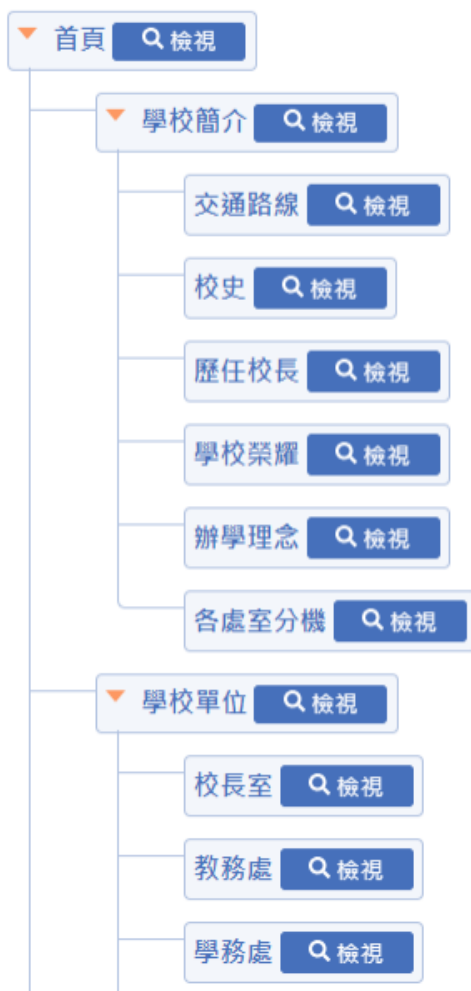 首頁 檢視
學校簡介 檢視
交通路線 檢視
校史 檢視
歷任校長 檢視
學校榮耀 檢視
辦學理念 檢視
各處室分機 檢視
學校單位 檢視
校長室 檢視
教務處 檢視
學務處 檢視